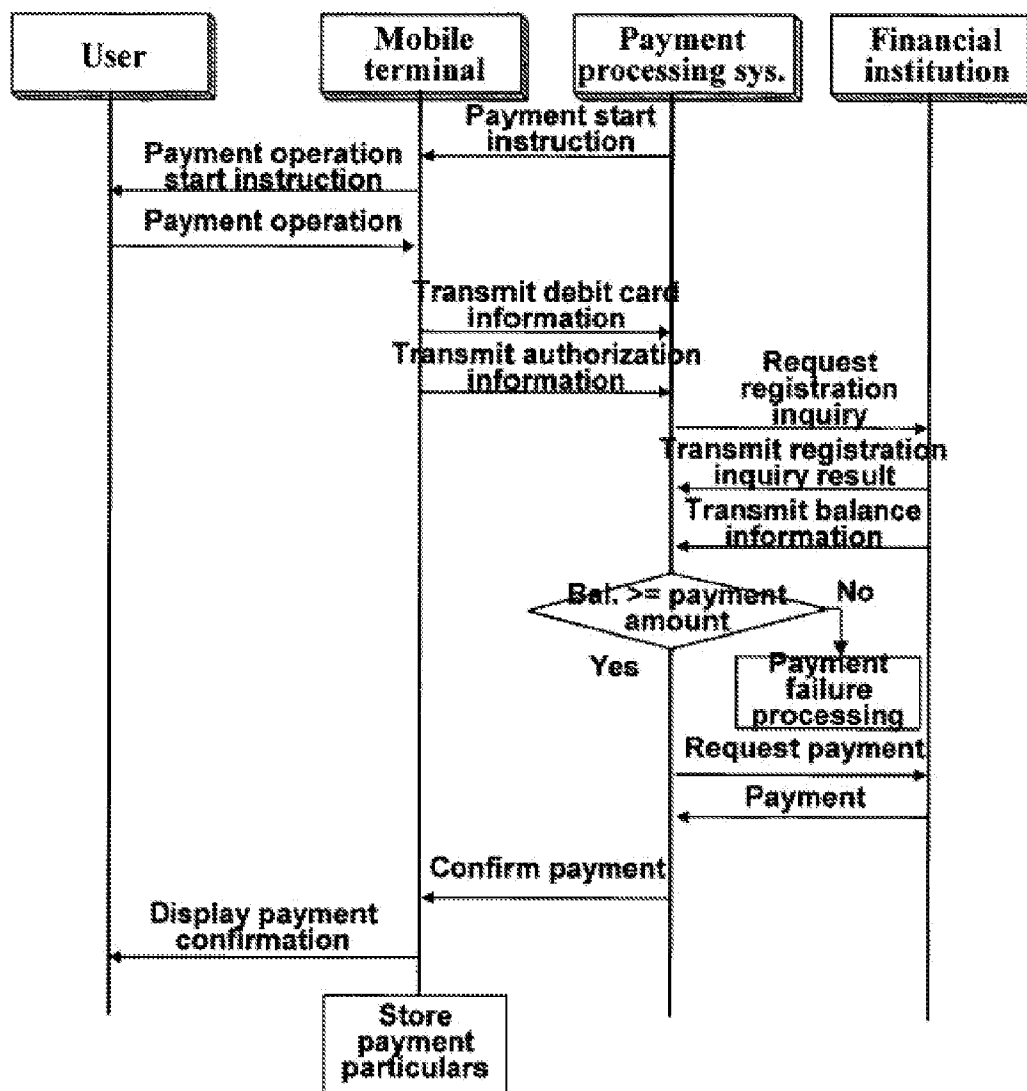 User
Mobile
terminal
Payment
processing sys.
Financial
institution
Payment start
instruction
Payment operation
start instruction
Payment operation
Transmit debit card
information
Transmit authorization
information
Request
registration
inquiry
Transmit registration
inquiry result
Transmit balance
information
Bal. >= payment
amount
No
Yes
Payment
failure
processing
Request payment
Payment
Confirm payment
Display payment
confirmation
Store
payment
particulars